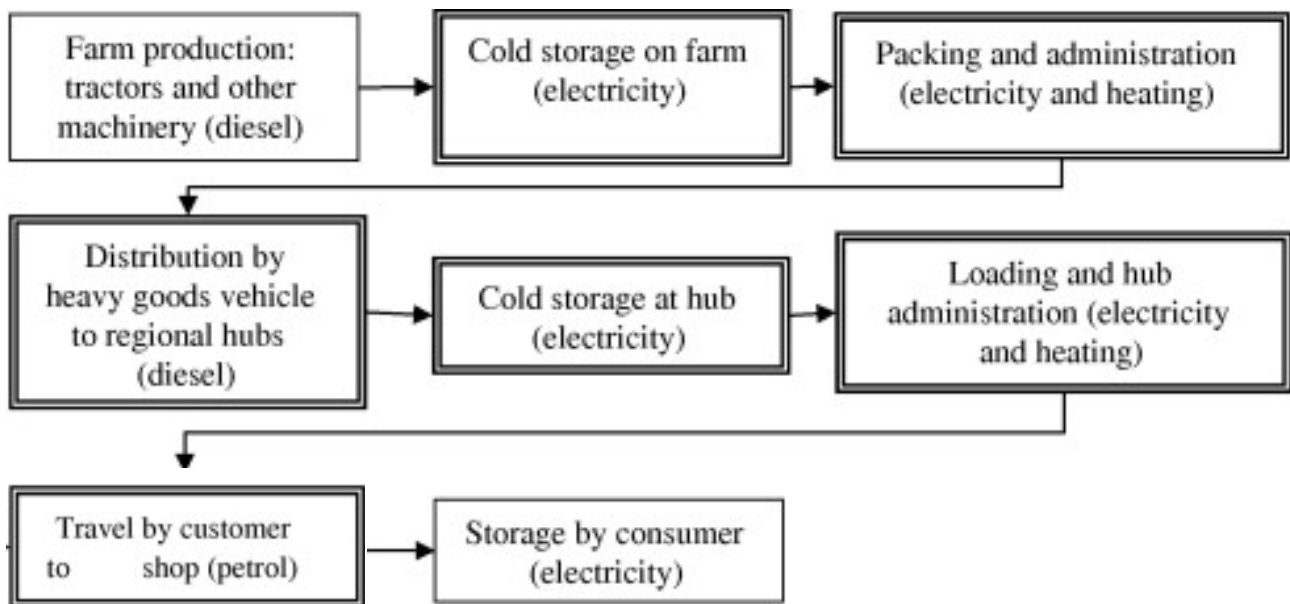 Farm production:
tractors and other
machinery (diesel)
Cold storage on farm
(electricity)
Packing and administration
(electricity and heating)
Distribution by
heavy goods vehicle
to regional hubs
(diesel)
Cold storage at hub
(electricity)
Loading and hub
administration (electricity
and heating)
Travel by customer
to shop (petrol)
Storage by consumer
(electricity)